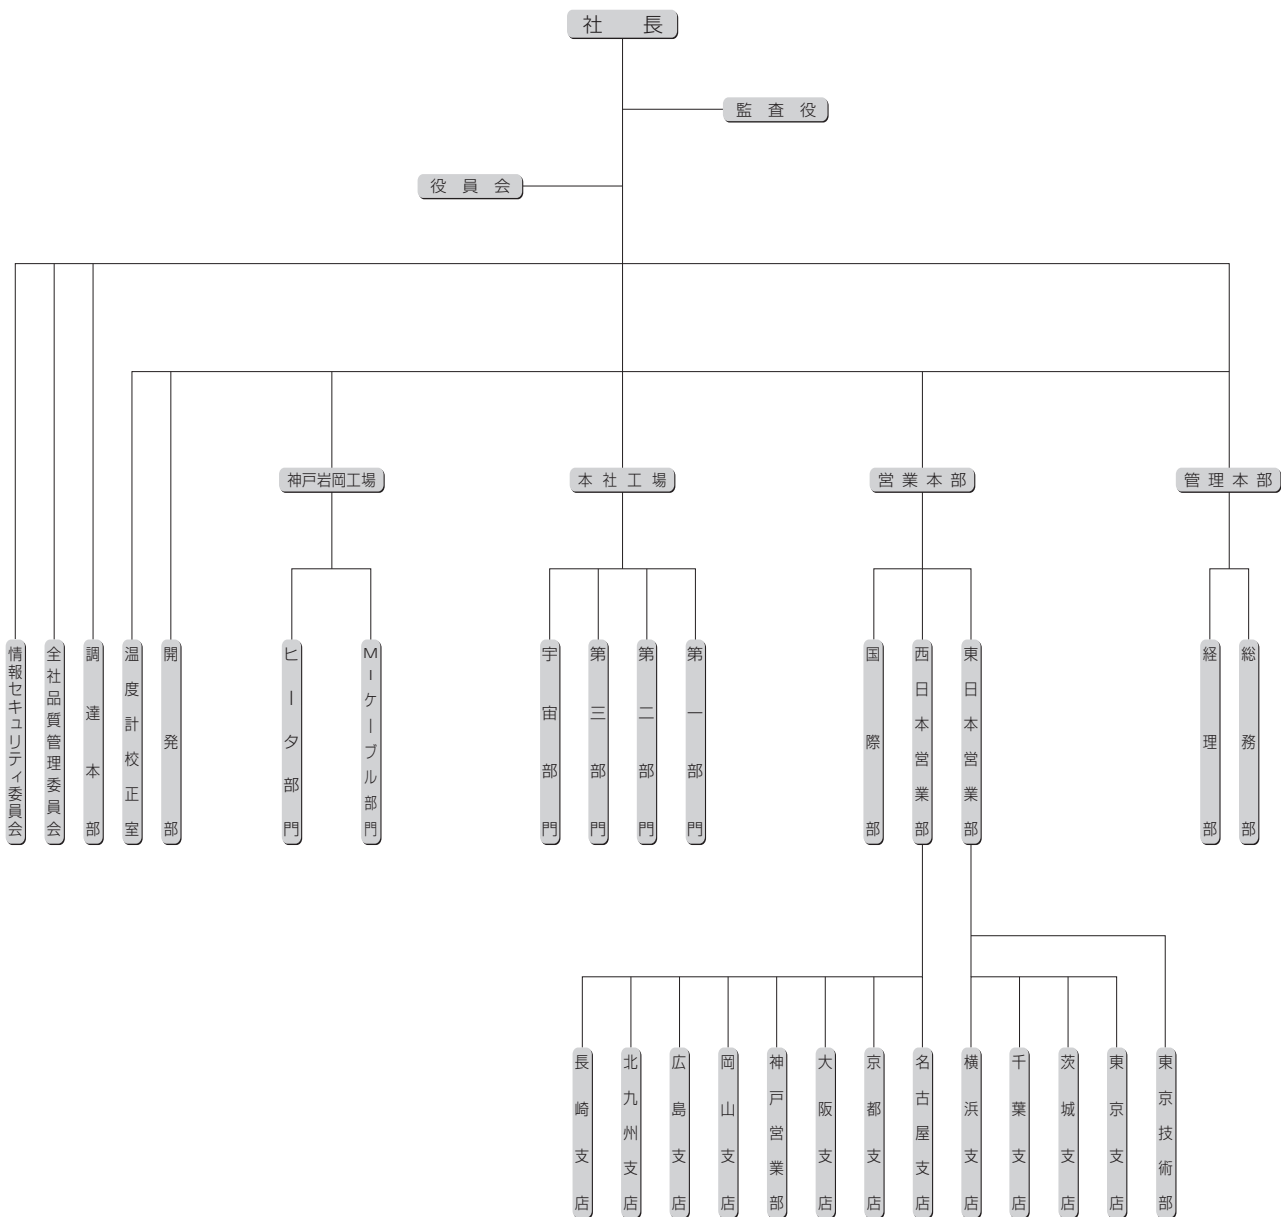 社長
監査役
役員会
神戸岩岡工場
本社工場
営業本部
管理本部
情報セキュリティ委員会
全社品質管理委員会
調達本部
温度計校正室
開発部
ヒータ部門
MIケーブル部門
宇宙部門
第三部門
第二部門
第一部門
国際部
西日本営業部
東日本営業部
経理部
総務部
長崎支店
北九州支店
広島支店
岡山支店
神戸営業部
大阪支店
京都支店
名古屋支店
横浜支店
千葉支店
茨城支店
東京支店
東京技術部